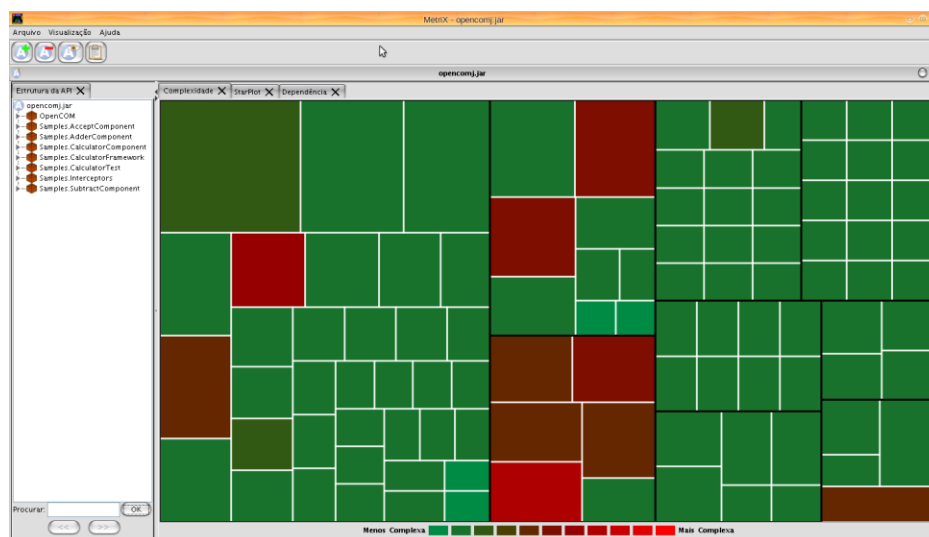 MetriX - opencomj.jar
Arquivo Visualização Ajuda
opencomj.jar
Estrutura da API
Complexidade StarPlot Dependência
opencomj.jar
OpenCOM
Samples.AcceptComponent
Samples.AdderComponent
Samples.CalculatorComponent
Samples.CalculatorFramework
Samples.CalculatorTest
Samples.Interceptors
Samples.SubtractComponent
Procurar: OK
<< >>
Menos Complexa Mais Complexa